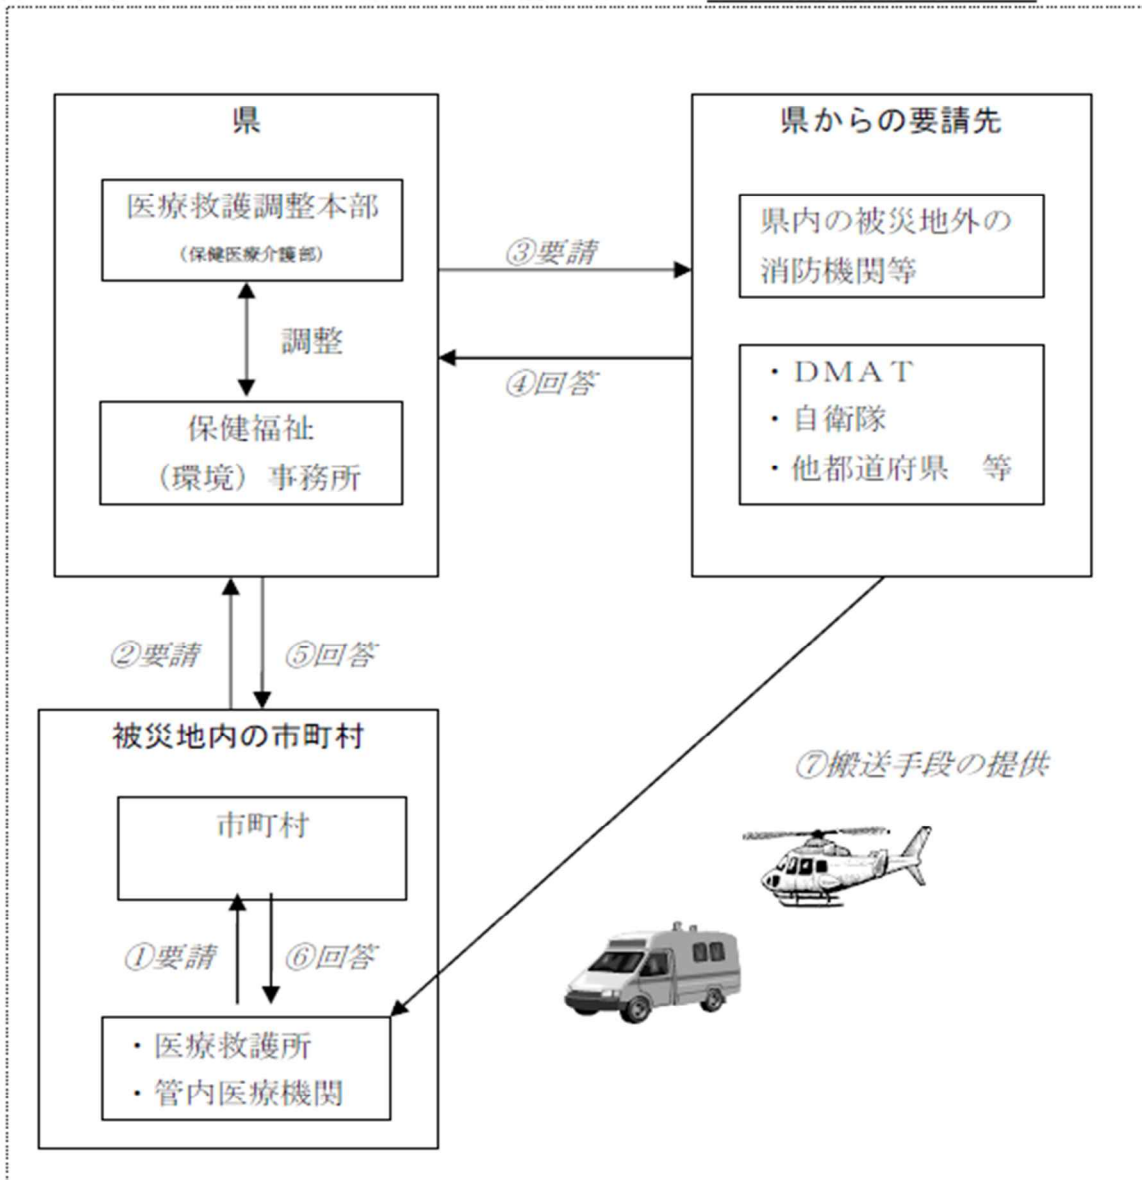 県
医療救護調整本部
（保健医療介護部）
調整
保健福祉
（環境）事務所
③要請
④回答
県からの要請先
県内の被災地外の
消防機関等
・ＤＭＡＴ
・自衛隊
・他都道府県　等
②要請
⑤回答
被災地内の市町村
市町村
①要請
⑥回答
・医療救護所
・管内医療機関
⑦搬送手段の提供